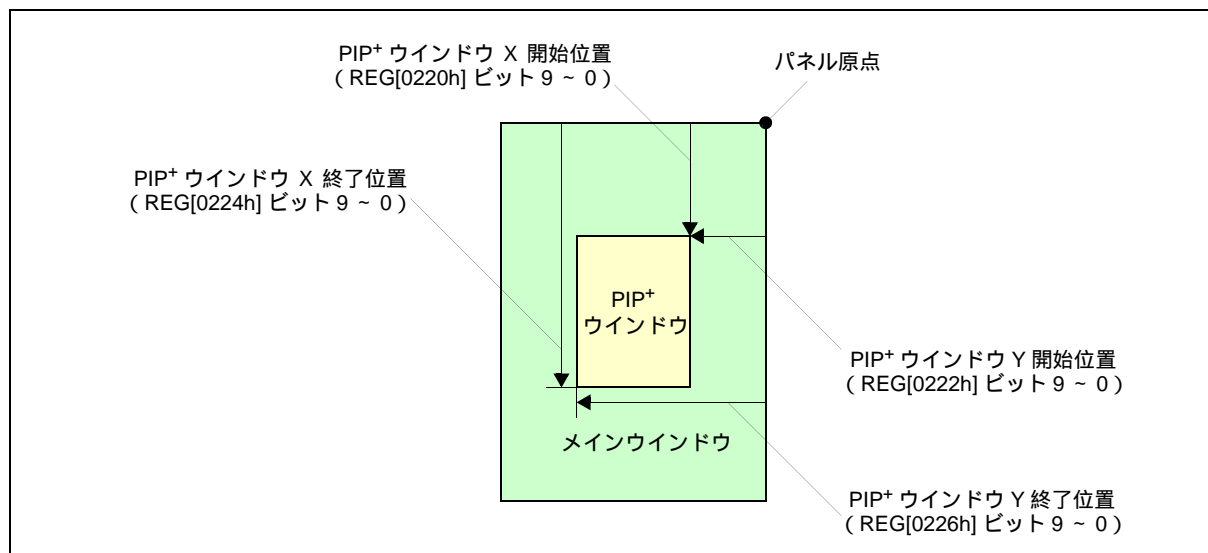 PIP+ ウインドウ X 開始位置
( REG[0220h] ビット 9 ~ 0 )
パネル原点
PIP+ ウインドウ X 終了位置
( REG[0224h] ビット 9 ~ 0 )
PIP+
ウインドウ
PIP+ ウインドウ Y 開始位置
( REG[0222h] ビット 9 ~ 0 )
メインウインドウ
PIP+ ウインドウ Y 終了位置
( REG[0226h] ビット 9 ~ 0 )